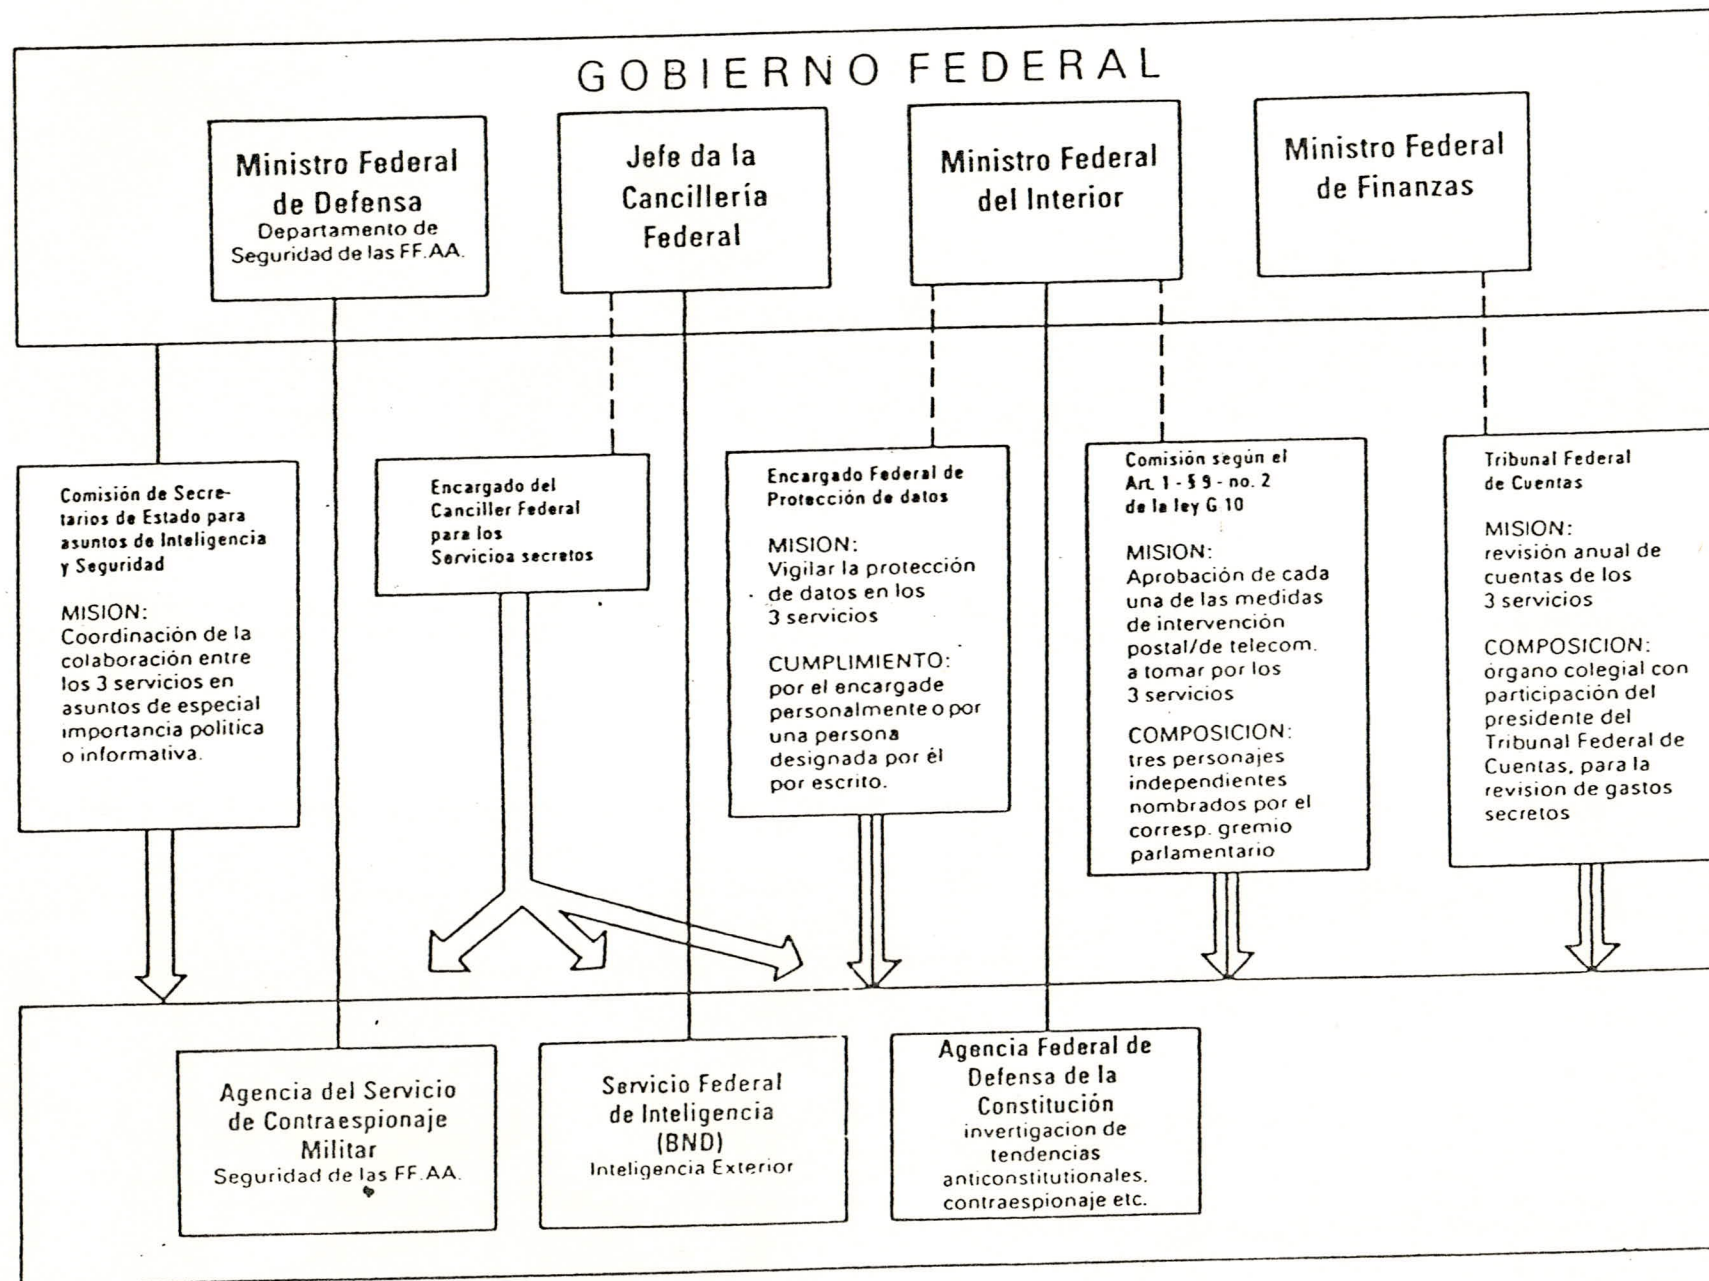 GOBIERNO FEDERAL
Ministro Federal
de Defensa
Departamento de
Seguridad de las FF.AA.
Jefe da la
Cancillería
Federal
Ministro Federal
del Interior
Ministro Federal
de Finanzas
Comisión de Secre-
tarios de Estado para
asuntos de Inteligencia
y Seguridad
MISION:
Coordinación de la
colaboración entre
los 3 servicios en
asuntos de especial
importancia politica
o informativa.
Encargado del
Canciller Federal
para los
Servicioa secretos
Encargado Federal de
Protección de datos
MISION:
Vigilar la protección
de datos en los
3 servicios
CUMPLIMIENTO:
por el encargade
personalmente o por
una persona
designada por él
por escrito.
Comisión según el
Art. 1 - § 9 - no. 2
de la ley G 10
MISION:
Aprobación de cada
una de las medidas
de intervención
postal/de telecom.
a tomar por los
3 servicios
COMPOSICION:
tres personajes
independientes
nombrados por el
corresp. gremio
parlamentario
Tribunal Federal
de Cuentas
MISION:
revisión anual de
cuentas de los
3 servicios
COMPOSICION:
órgano colegial con
participación del
presidente del
Tribunal Federal de
Cuentas, para la
revision de gastos
secretos
Agencia del Servicio
de Contraespionaje
Militar
Seguridad de las FF.AA.
Servicio Federal
de Inteligencia
(BND)
Inteligencia Exterior
Agencia Federal de
Defensa de la
Constitución
invertigacion de
tendencias
anticonstitutionales.
contraespionaje etc.